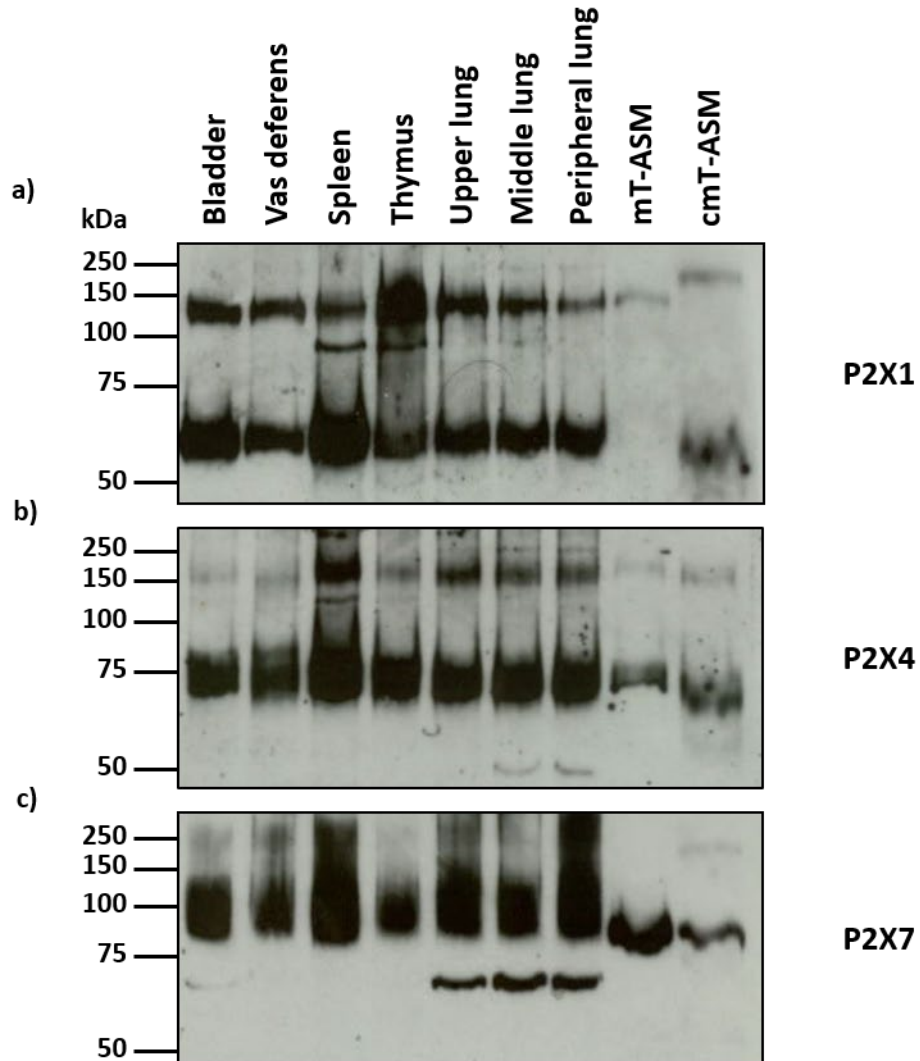 Bladder
Vas deferens
Spleen
Thymus
Upper lung
Middle lung
Peripheral lung
mT-ASM
cmT-ASM
a)
kDa
250
150
100
75
50
P2X1
b)
250
150
100
75
50
P2X4
c)
250
150
100
75
50
P2X7